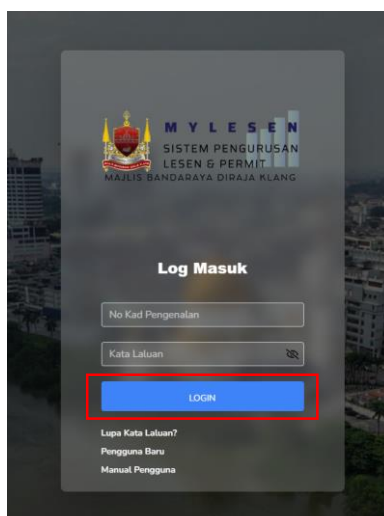 MYLESEN
SISTEM PENGURUSAN
LESEN & PERMIT
MAJLIS BANDARAYA DIRAJA KLANG
Log Masuk
No Kad Pengenalan
Kata Laluan
LOGIN
Lupa Kata Laluan?
Pengguna Baru
Manual Pengguna